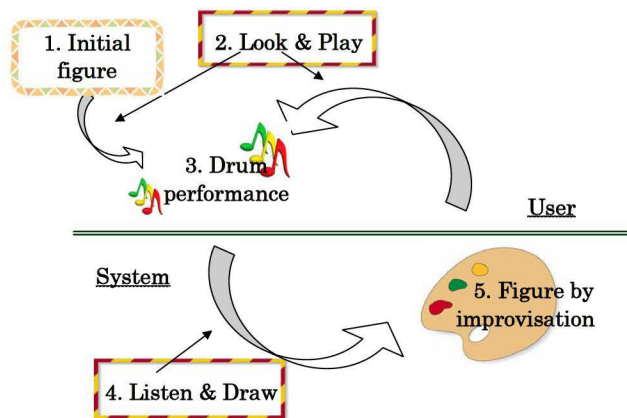 1. Initial
figure
2. Look & Play
3. Drum
performance
User
System
5. Figure by
improvisation
4. Listen & Draw